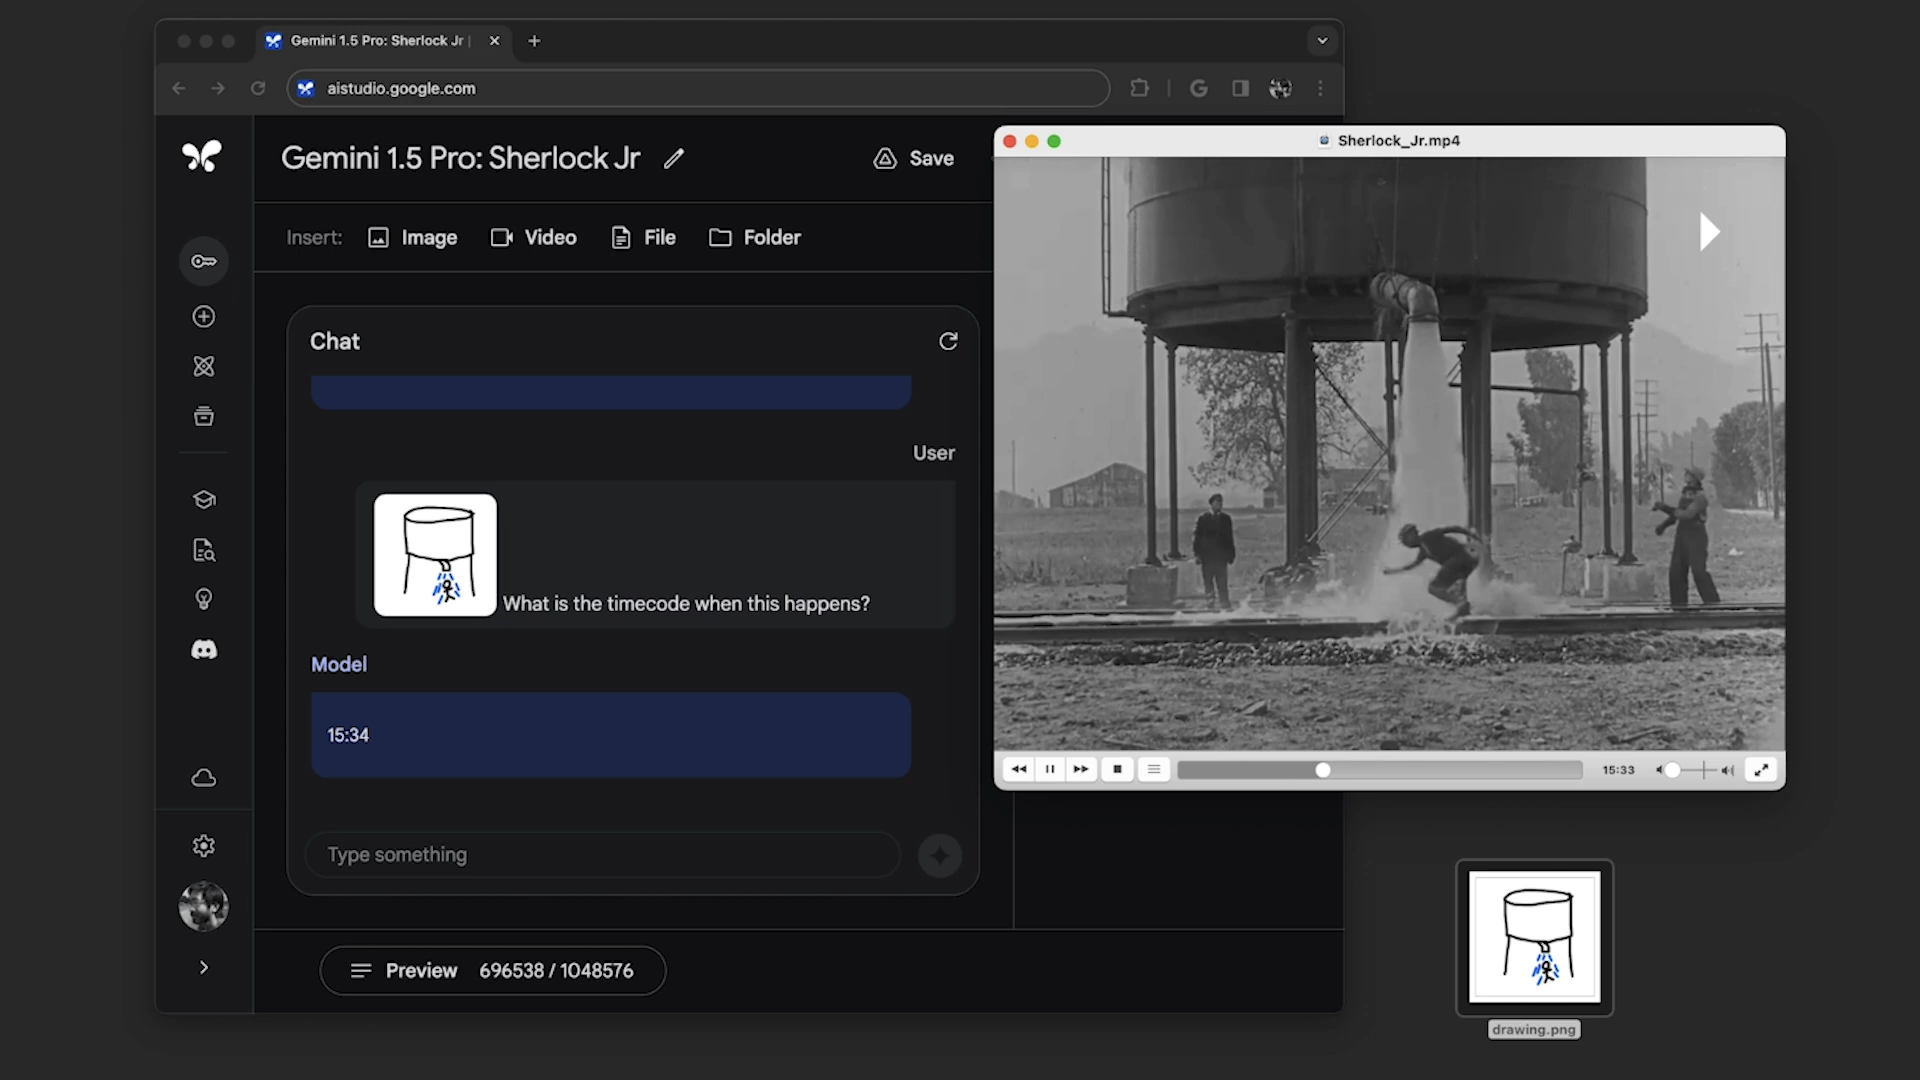 Gemini 1.5 Pro: Sherlock Jr |
aistudio.google.com
Gemini 1.5 Pro: Sherlock Jr
Save
Insert:
Image
Video
File
Folder
Chat
User
What is the timecode when this happens?
Model
15:34
Type something
Preview 696538 / 1048576
Sherlock_Jr.mp4
15:33
drawing.png